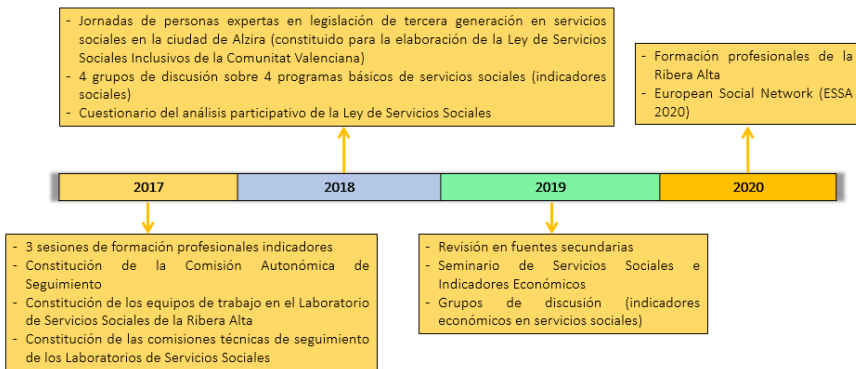 - Jornadas de personas expertas en legislación de tercera generación en servicios
sociales en la ciudad de Alzira (constituido para la elaboración de la Ley de Servicios
Sociales Inclusivos de la Comunitat Valenciana)
- 4 grupos de discusión sobre 4 programas básicos de servicios sociales (indicadores
sociales)
- Cuestionario del análisis participativo de la Ley de Servicios Sociales
- Formación profesionales de la
Ribera Alta
- European Social Network (ESSA
2020)
2017
2018
2019
2020
- 3 sesiones de formación profesionales indicadores
- Constitución de la Comisión Autonómica de
Seguimiento
- Constitución de los equipos de trabajo en el Laboratorio
de Servicios Sociales de la Ribera Alta
- Constitución de las comisiones técnicas de seguimiento
de los Laboratorios de Servicios Sociales
- Revisión en fuentes secundarias
- Seminario de Servicios Sociales e
Indicadores Económicos
- Grupos de discusión (indicadores
económicos en servicios sociales)